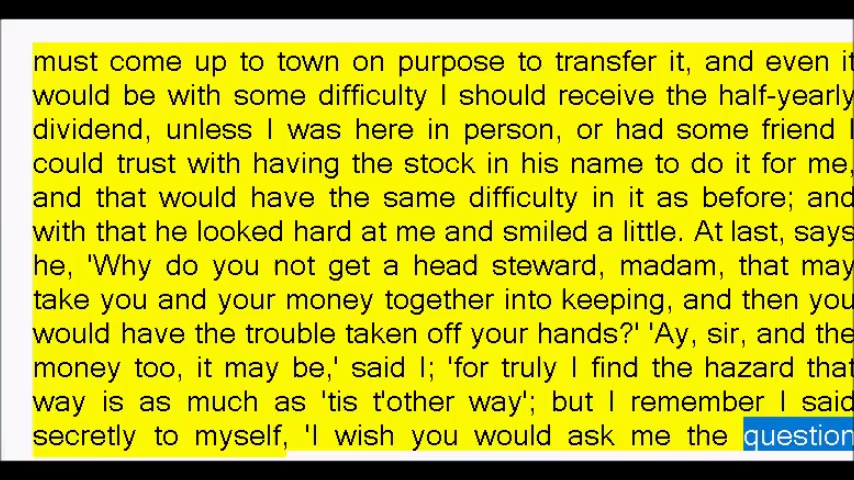 must come up to town on purpose to transfer it, and even it
would be with some difficulty I should receive the half-yearly
dividend, unless I was here in person, or had some friend I
could trust with having the stock in his name to do it for me,
and that would have the same difficulty in it as before; and
with that he looked hard at me and smiled a little. At last, says
he, 'Why do you not get a head steward, madam, that may
take you and your money together into keeping, and then you
would have the trouble taken off your hands?' 'Ay, sir, and the
money too, it may be,' said I; 'for truly I find the hazard that
way is as much as 'tis t'other way'; but I remember I said
secretly to myself, 'I wish you would ask me the question